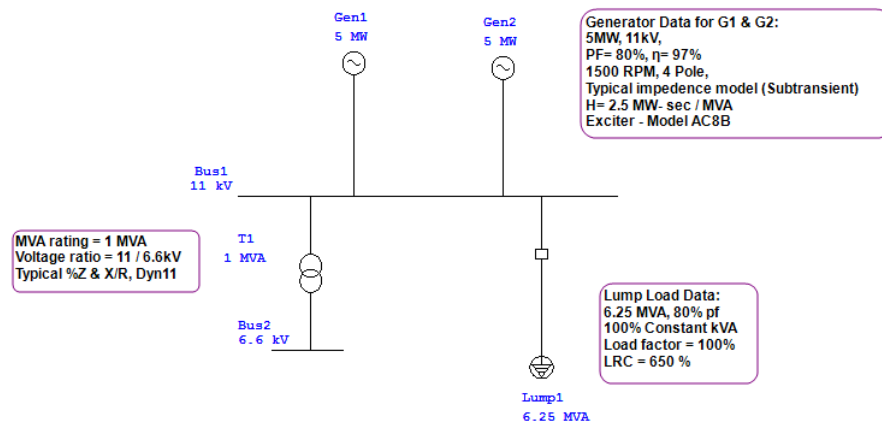 Gen1
5 MW
Gen2
5 MW
Generator Data for G1 & G2:
5MW, 11kV,
PF= 80%, η= 97%
1500 RPM, 4 Pole,
Typical impedence model (Subtransient)
H= 2.5 MW- sec / MVA
Exciter - Model AC8B
Bus1
11 kV
MVA rating = 1 MVA
Voltage ratio = 11 / 6.6kV
Typical %Z & X/R, Dyn11
T1
1 MVA
Bus2
6.6 kV
Lump Load Data:
6.25 MVA, 80% pf
100% Constant kVA
Load factor = 100%
LRC = 650 %
Lump1
6.25 MVA